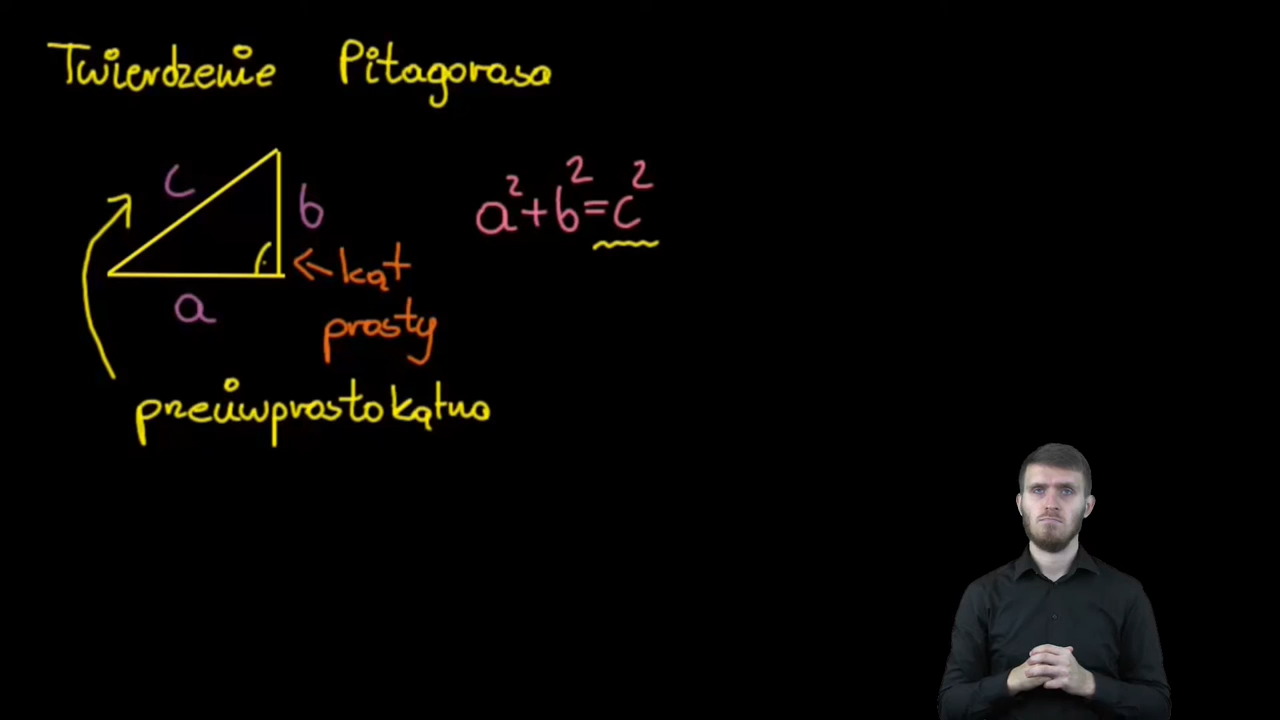 Twierdzenie Pitagorasa
c
b
a² + b² = c²
kąt
prosty
a
przeciwprostokątna